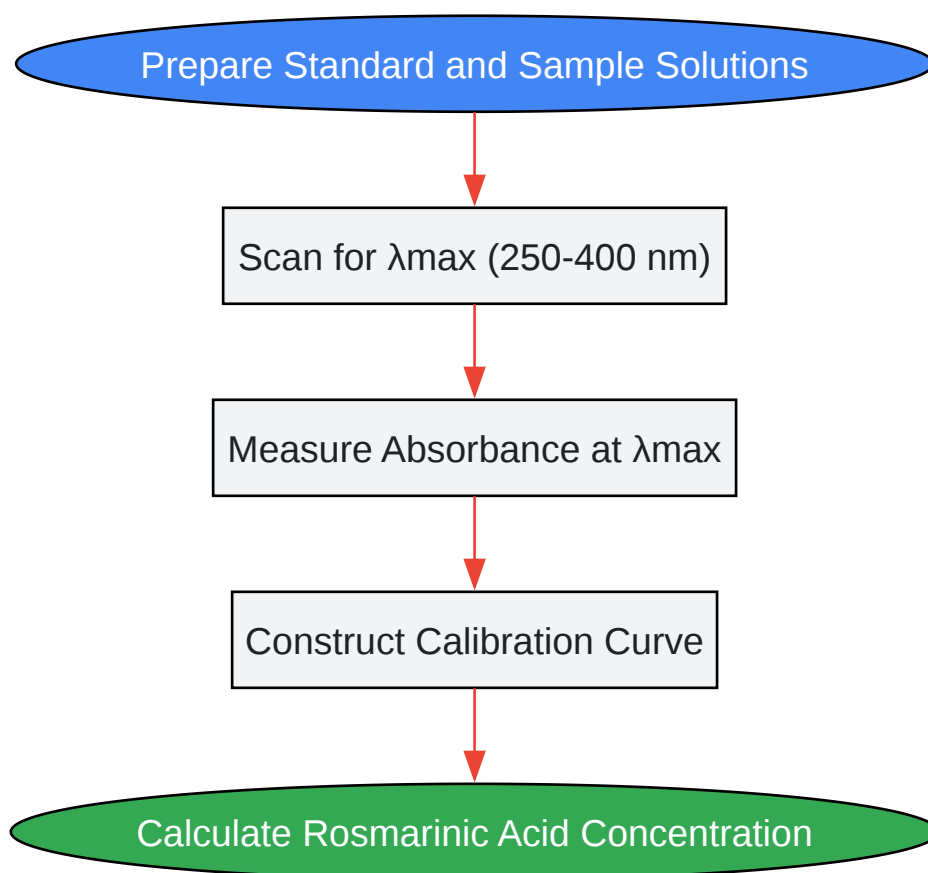 Prepare Standard and Sample Solutions
Scan for λmax (250-400 nm)
Measure Absorbance at λmax
Construct Calibration Curve
Calculate Rosmarinic Acid Concentration